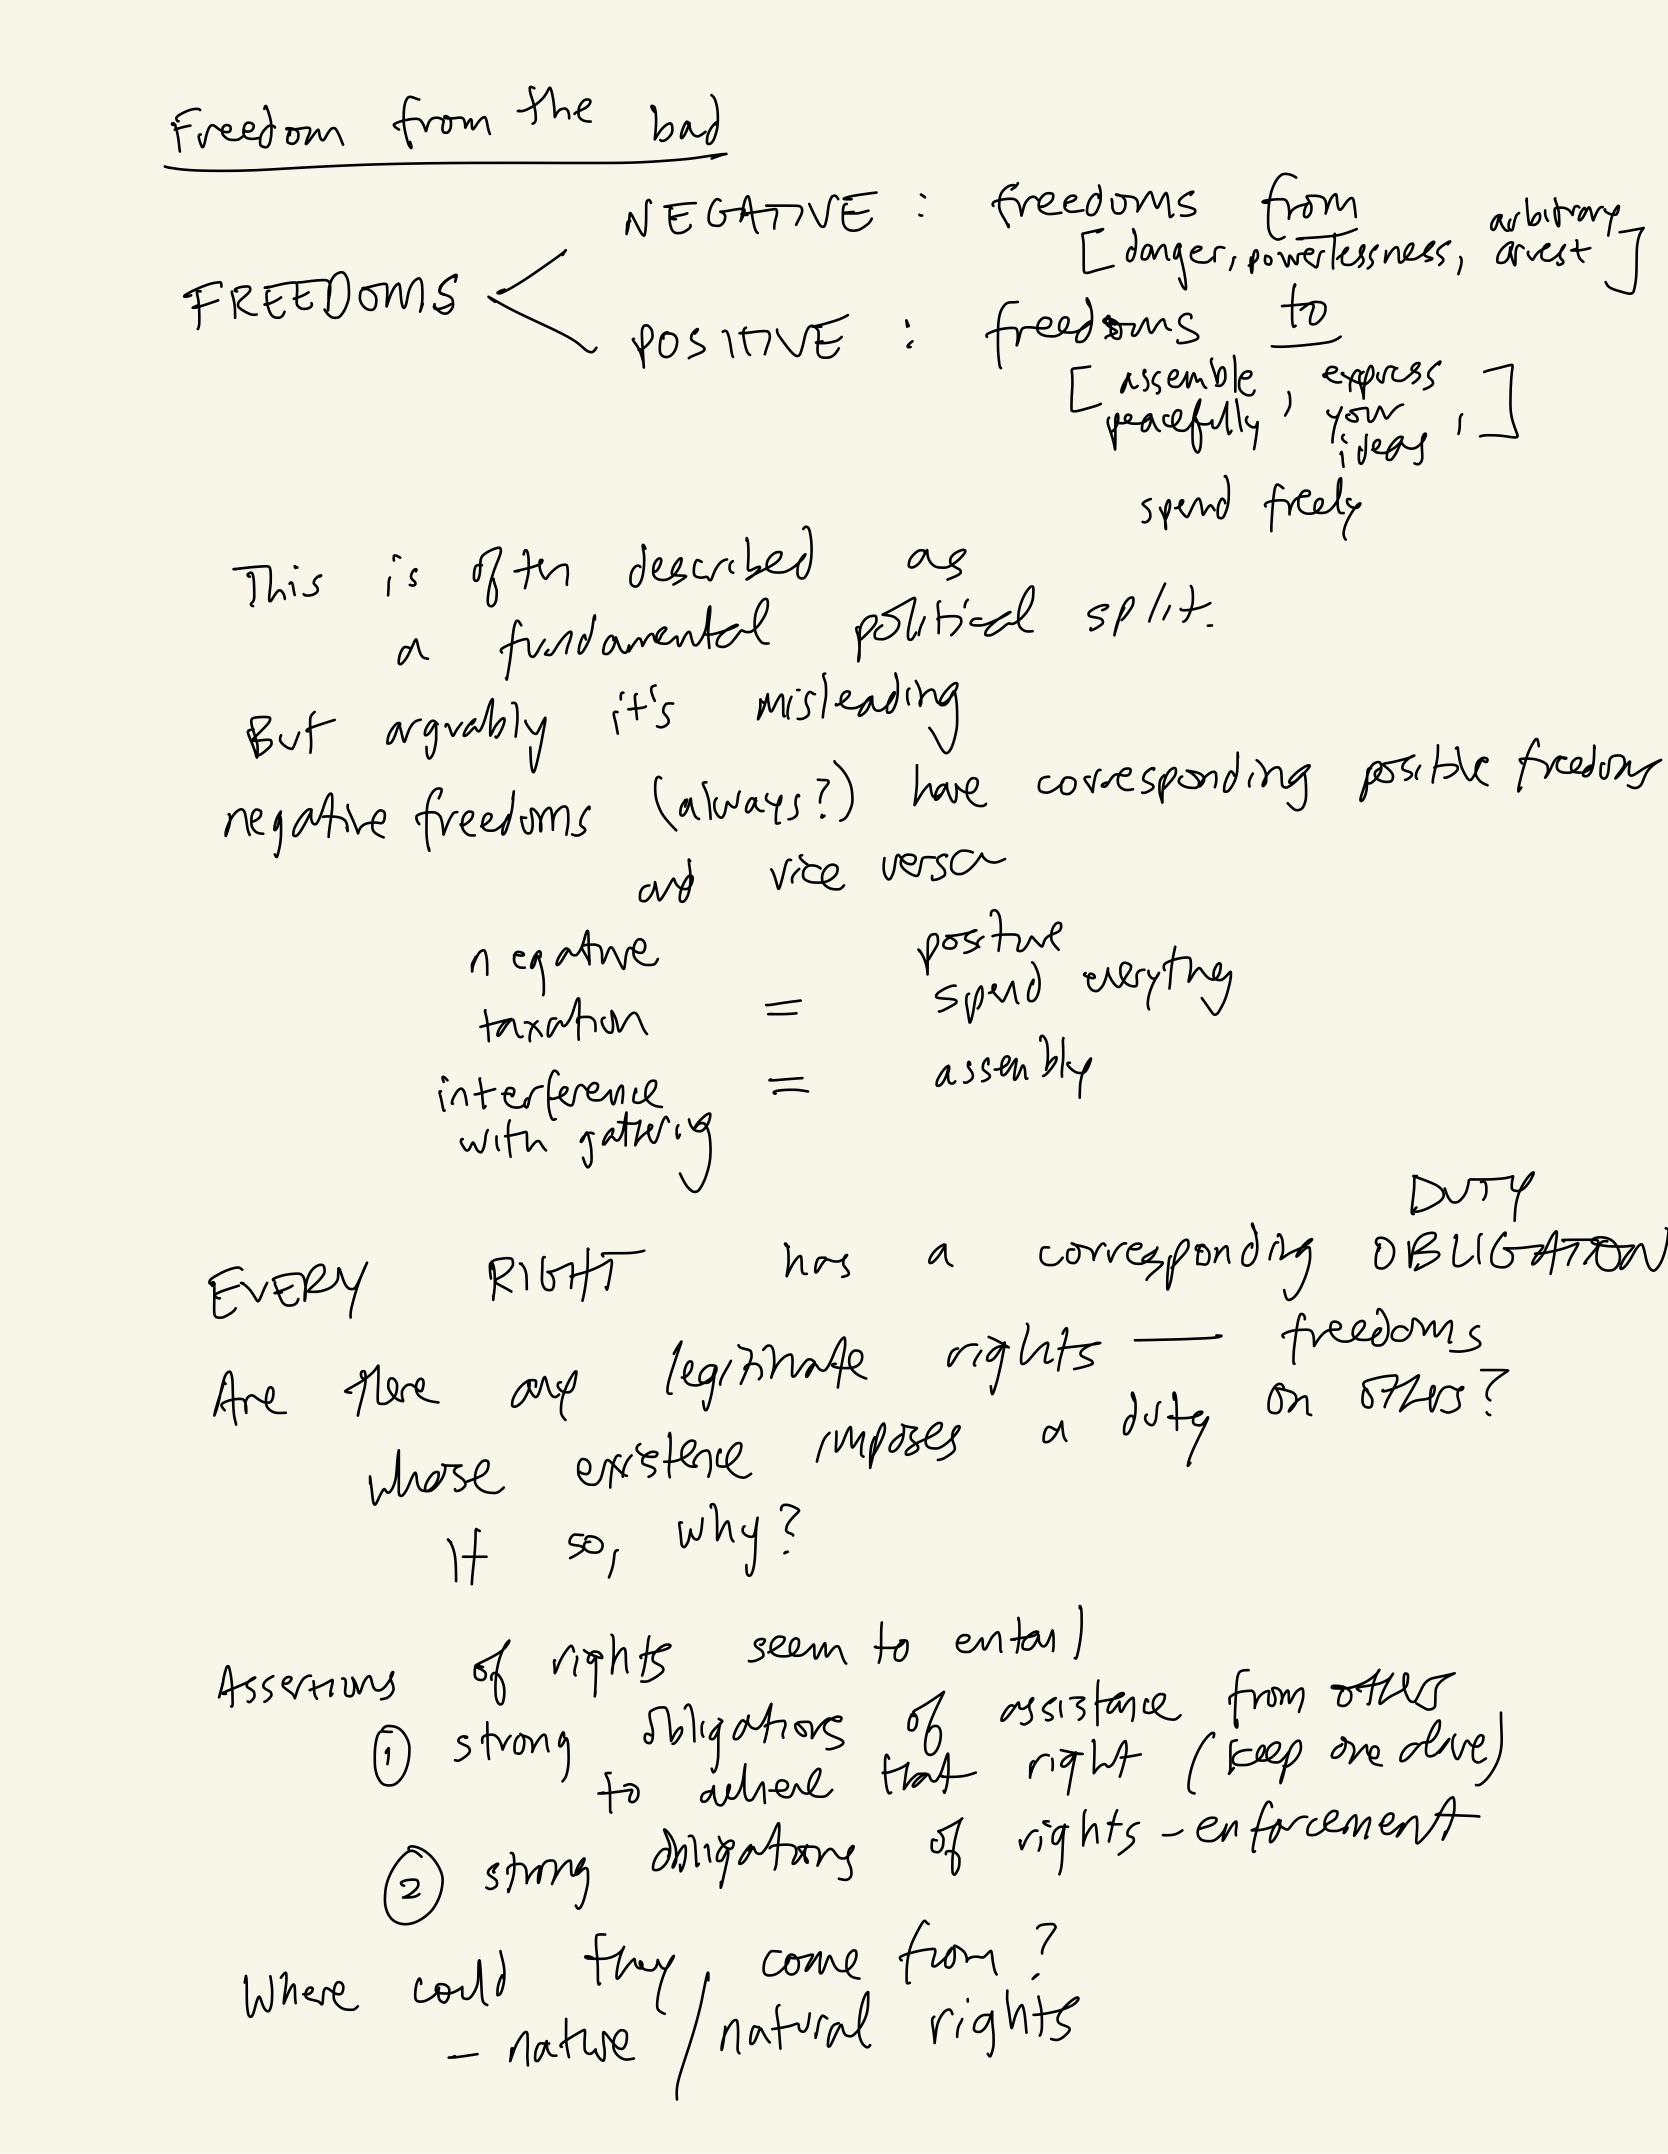 Freedom from the bad
NEGATIVE : freedoms from
[danger, powerlessness, arbitrary arrest]
FREEDOMS <
POSITIVE : freedoms to
[assemble peacefully, express your ideas, ]
spend freely
This is often described as
a fundamental political split.
But arguably it's misleading
negative freedoms (always?) have corresponding positive freedoms
and vice versa
negative positive
taxation = spend everything
interference = assembly
with gathering
DUTY
EVERY RIGHT has a corresponding OBLIGATION
Are there any legitimate rights — freedoms
whose existence imposes a duty on others?
If so, why?
Assertions of rights seem to entail
① strong obligations of assistance from others
to achieve that right (keep one alive)
② strong obligations of rights-enforcement
Where could they come from?
- nature / natural rights